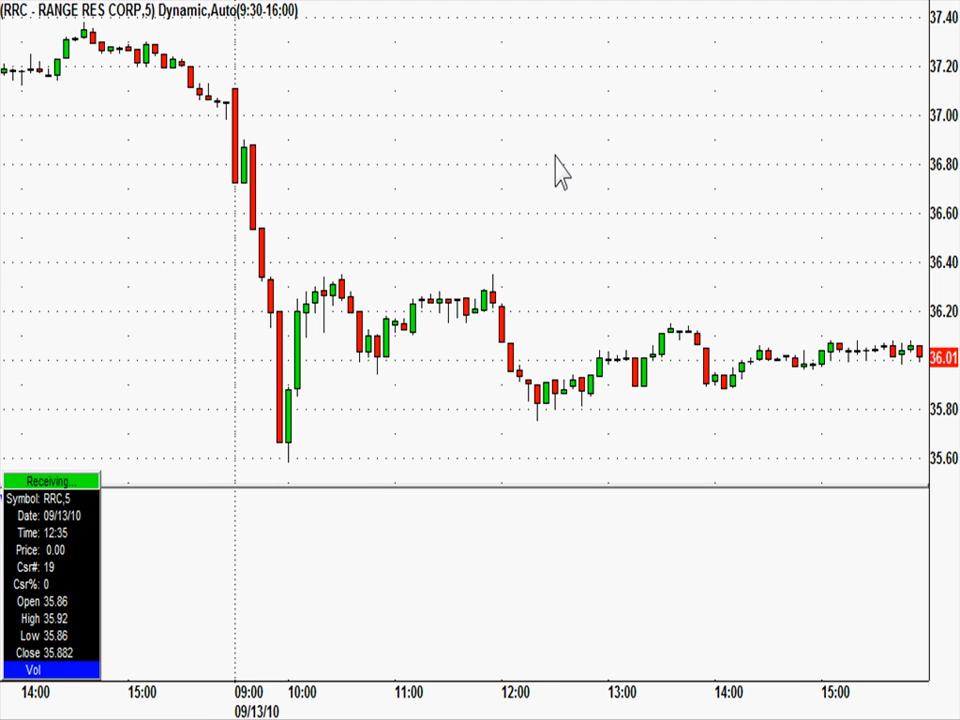 (RRC - RANGE RES CORP,5) Dynamic,Auto(9:30-16:00)
37.40
37.20
37.00
36.80
36.60
36.40
36.20
36.01
35.80
35.60
Receiving...
Symbol: RRC,5
Date: 09/13/10
Time: 12:35
Price: 0.00
Csr#: 19
Csr%: 0
Open 35.86
High 35.92
Low 35.86
Close 35.882
Vol
14:00 15:00 09:00 10:00 11:00 12:00 13:00 14:00 15:00
09/13/10